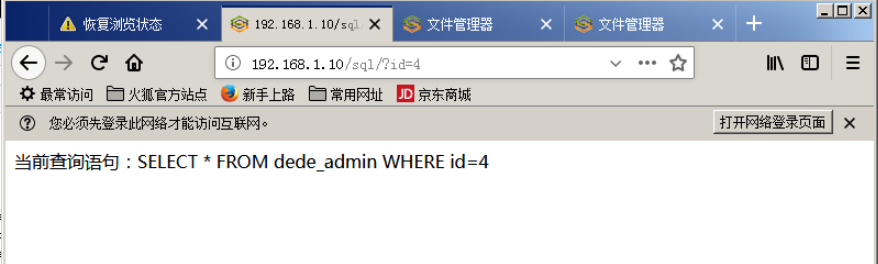 恢复浏览状态
192.168.1.10/sql/
文件管理器
文件管理器
192.168.1.10/sql/?id=4
最常访问 火狐官方站点 新手上路 常用网址 JD 京东商城
您必须先登录此网络才能访问互联网。 打开网络登录页面
当前查询语句：SELECT * FROM dede_admin WHERE id=4